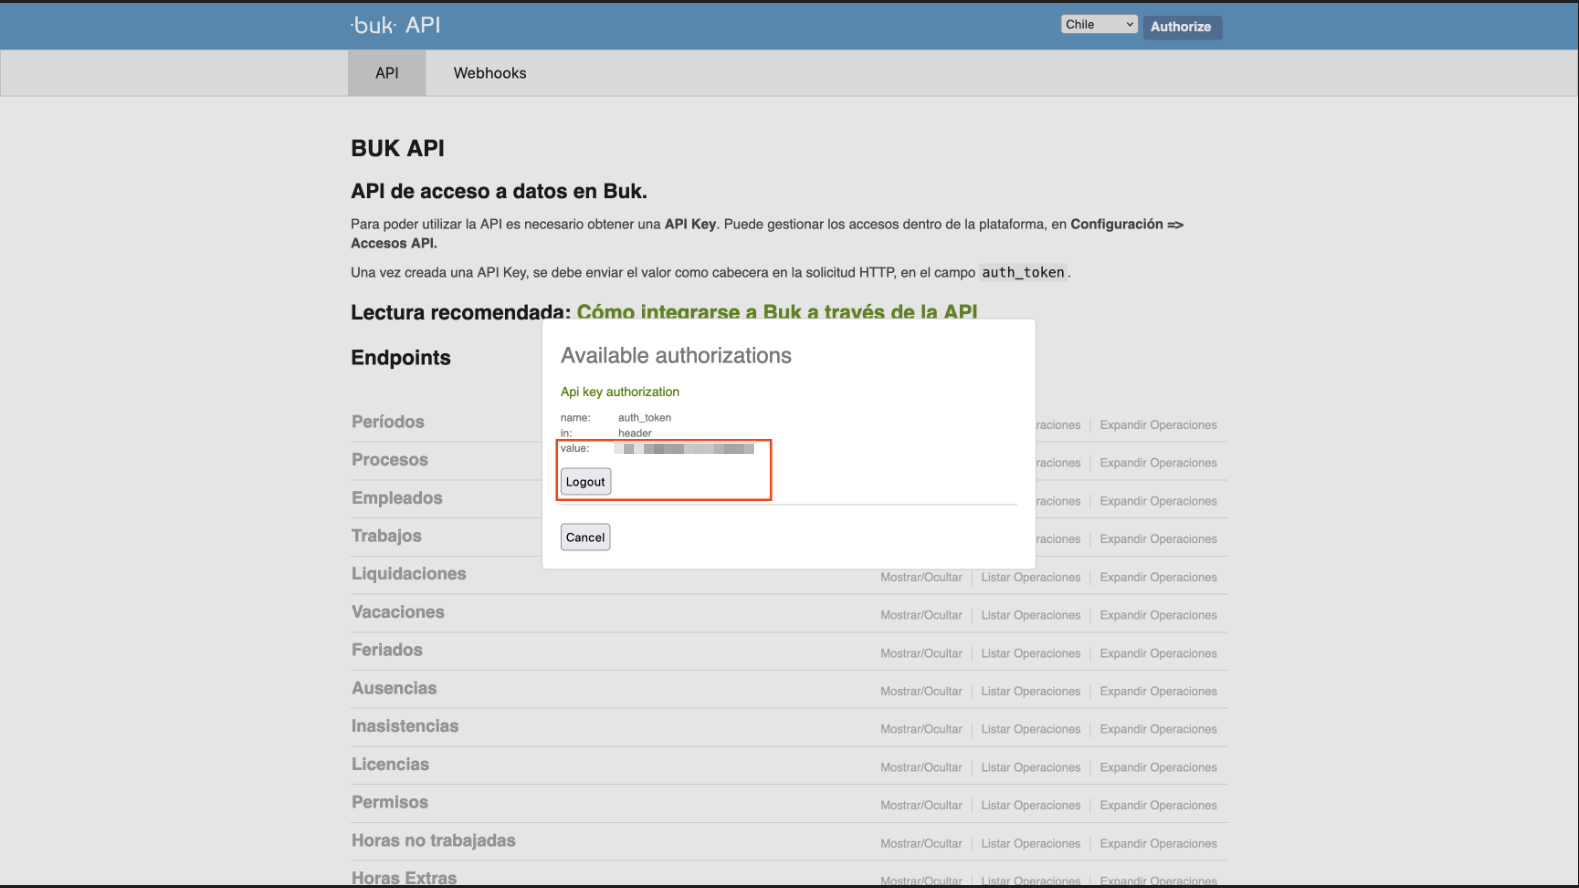 ·buk· API
Chile
Authorize
API
Webhooks
BUK API
API de acceso a datos en Buk.
Para poder utilizar la API es necesario obtener una API Key. Puede gestionar los accesos dentro de la plataforma, en Configuración =>
Accesos API.
Una vez creada una API Key, se debe enviar el valor como cabecera en la solicitud HTTP, en el campo auth_token.
Lectura recomendada: Cómo integrarse a Buk a través de la API
Endpoints
Available authorizations
Api key authorization
name: auth_token
in: header
value:
Logout
Cancel
Períodos raciones Expandir Operaciones
Procesos raciones Expandir Operaciones
Empleados raciones Expandir Operaciones
Trabajos raciones Expandir Operaciones
Liquidaciones Mostrar/Ocultar Listar Operaciones Expandir Operaciones
Vacaciones Mostrar/Ocultar Listar Operaciones Expandir Operaciones
Feriados Mostrar/Ocultar Listar Operaciones Expandir Operaciones
Ausencias Mostrar/Ocultar Listar Operaciones Expandir Operaciones
Inasistencias Mostrar/Ocultar Listar Operaciones Expandir Operaciones
Licencias Mostrar/Ocultar Listar Operaciones Expandir Operaciones
Permisos Mostrar/Ocultar Listar Operaciones Expandir Operaciones
Horas no trabajadas Mostrar/Ocultar Listar Operaciones Expandir Operaciones
Horas Extras Mostrar/Ocultar Listar Operaciones Expandir Operaciones